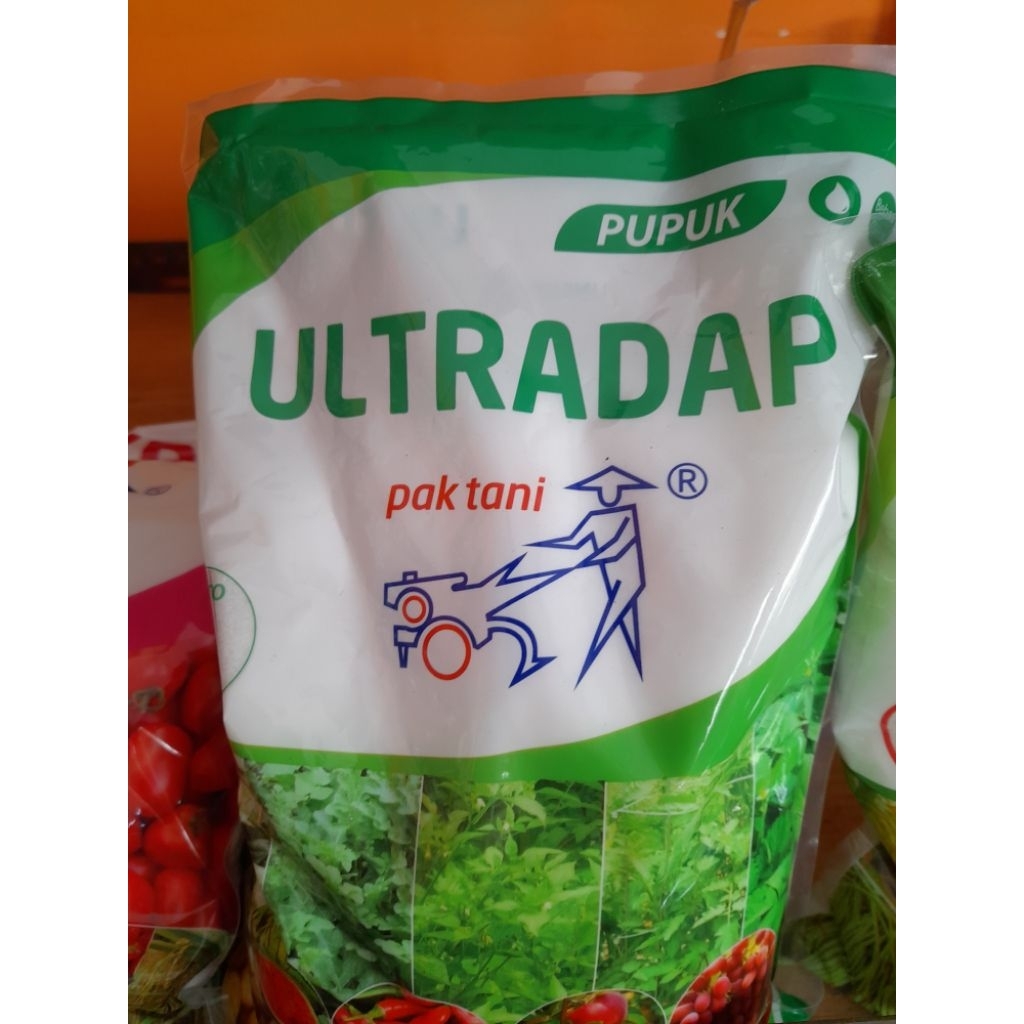 PUPUK
ULTRADAP
pak tani ®